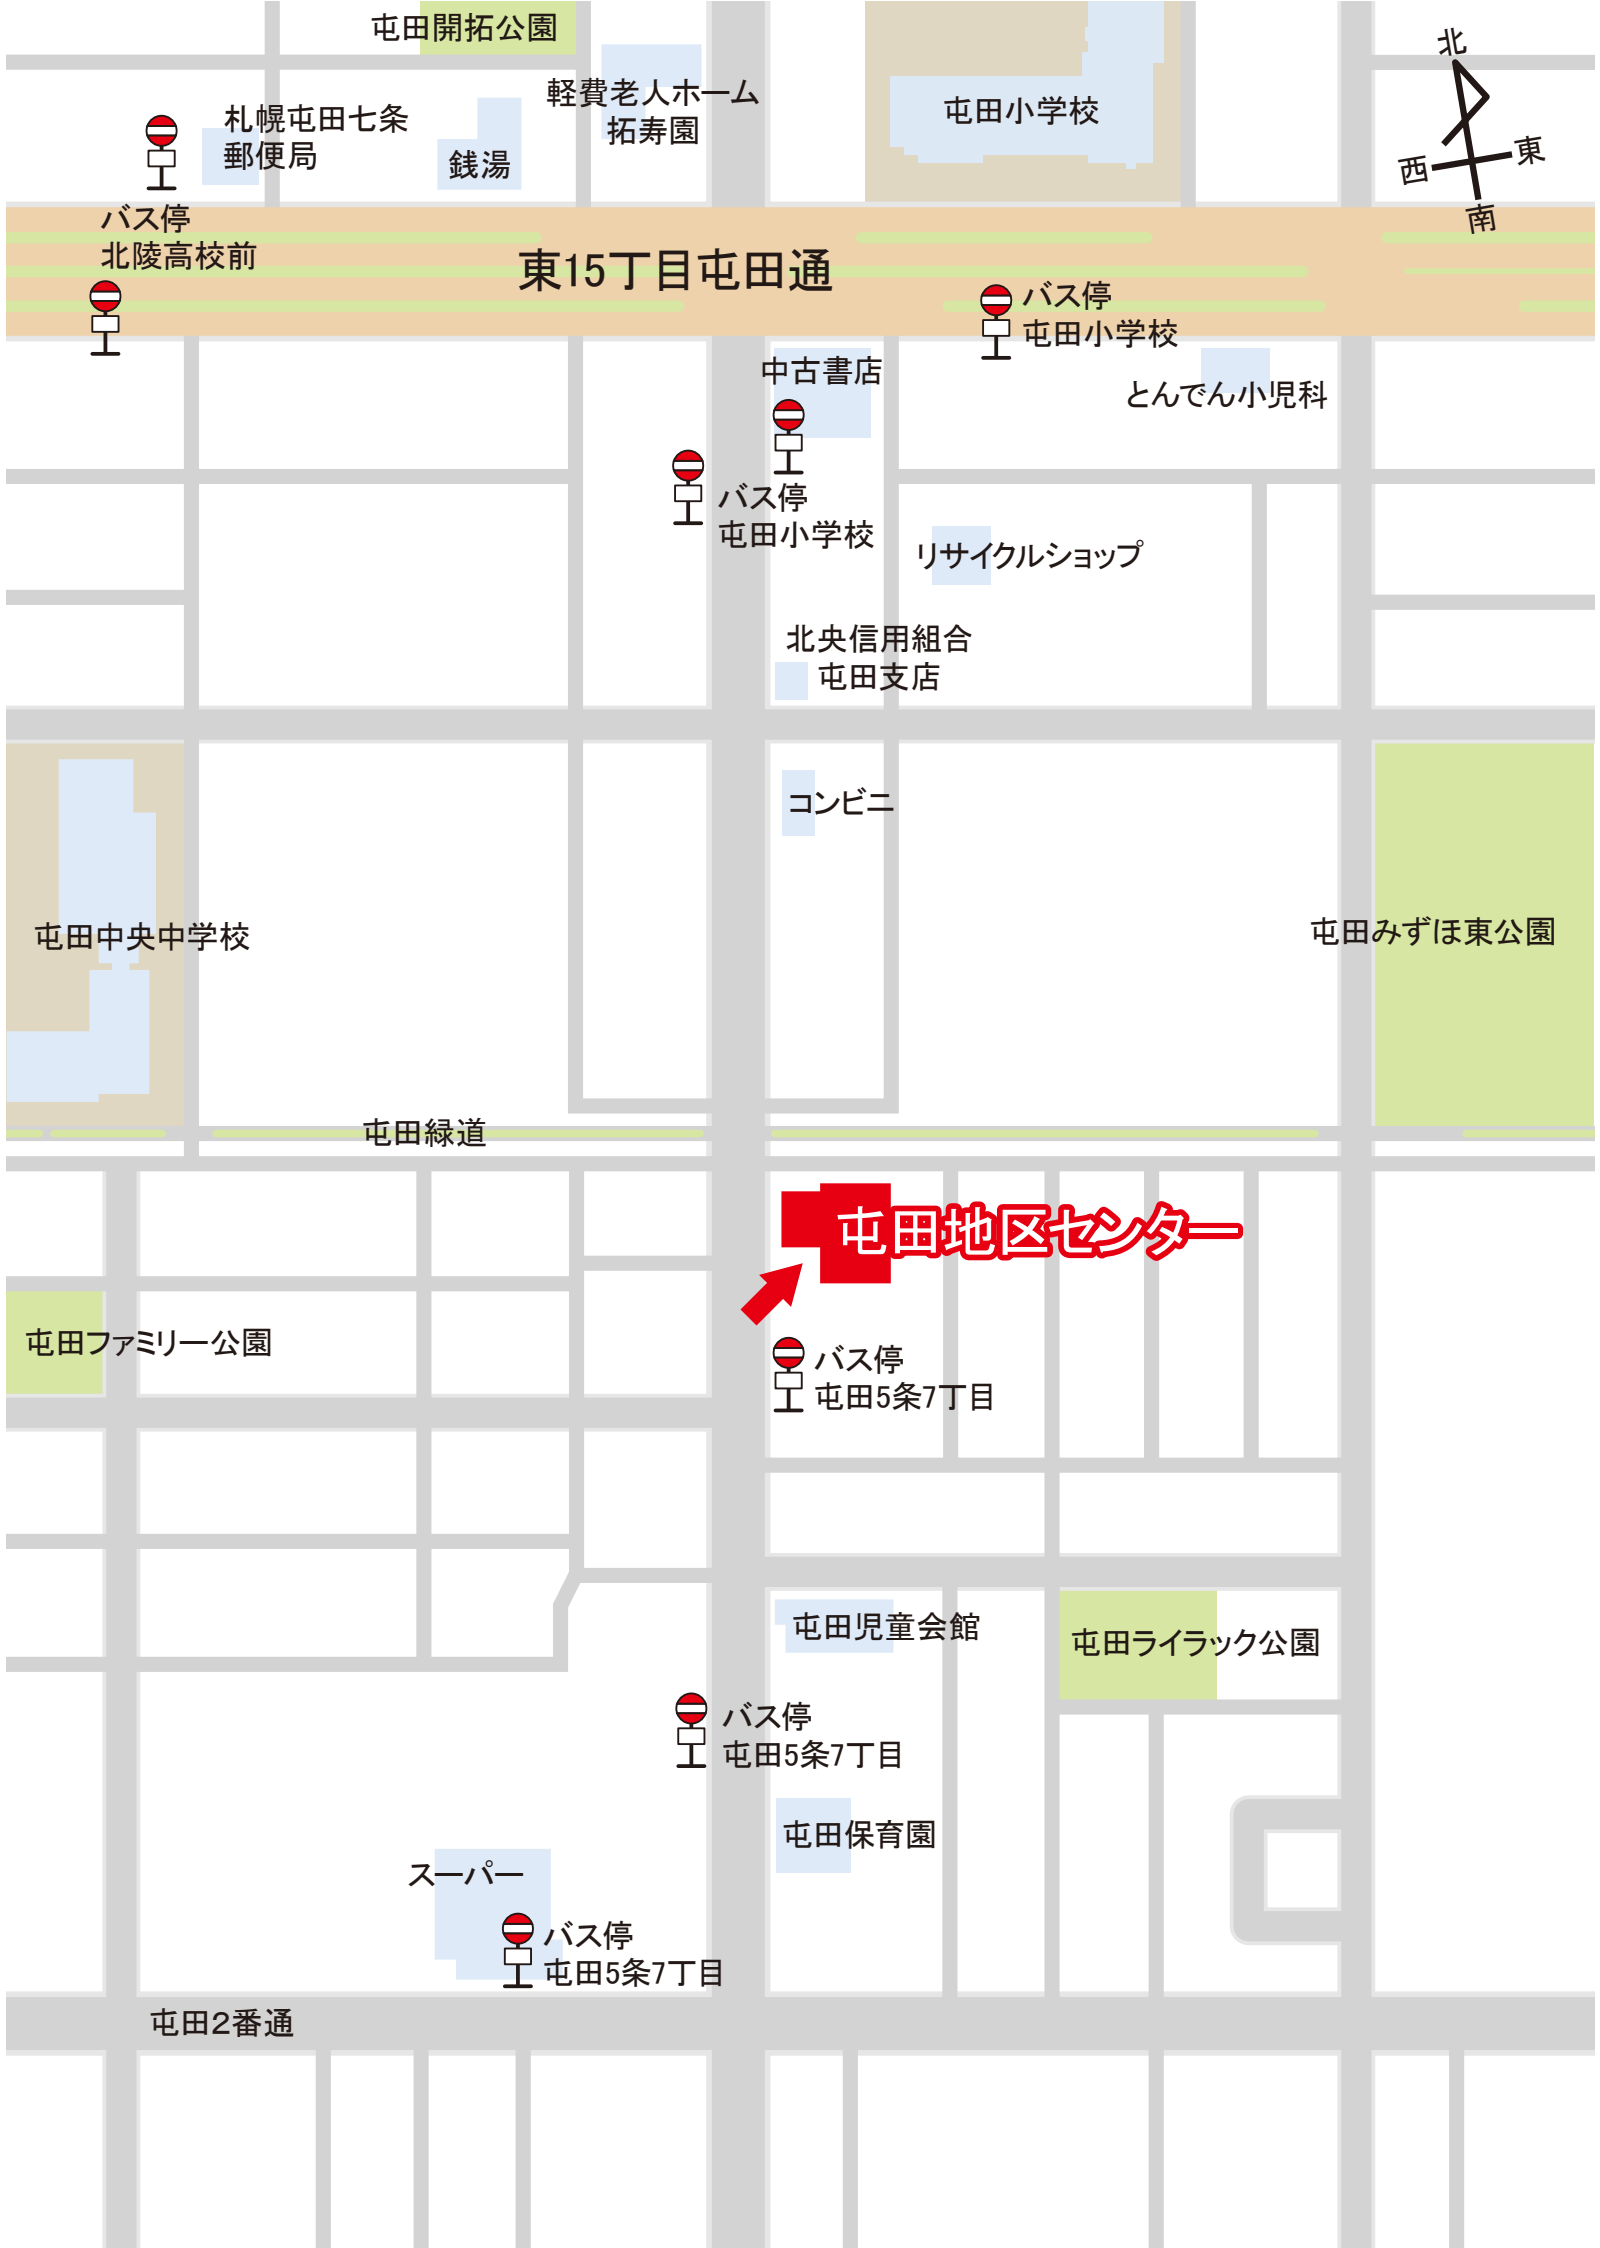 屯田開拓公園
北
軽費老人ホーム
拓寿園
屯田小学校
札幌屯田七条
郵便局
銭湯
西
東
南
バス停
北陵高校前
東15丁目屯田通
バス停
屯田小学校
中古書店
とんでん小児科
バス停
屯田小学校
リサイクルショップ
北央信用組合
屯田支店
コンビニ
屯田中央中学校
屯田みずほ東公園
屯田緑道
屯田地区センター
屯田ファミリー公園
バス停
屯田5条7丁目
屯田児童会館
屯田ライラック公園
バス停
屯田5条7丁目
屯田保育園
スーパー
バス停
屯田5条7丁目
屯田2番通